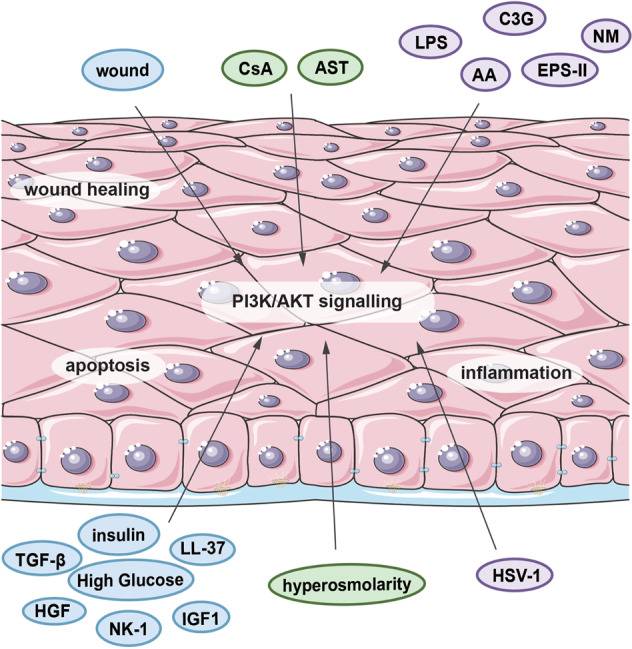 C3G
LPS
NM
wound
CsA
AST
AA
EPS-II
wound healing
PI3K/AKT signalling
apoptosis
inflammation
insulin
TGF-β
LL-37
High Glucose
hyperosmolarity
HSV-1
HGF
NK-1
IGF1